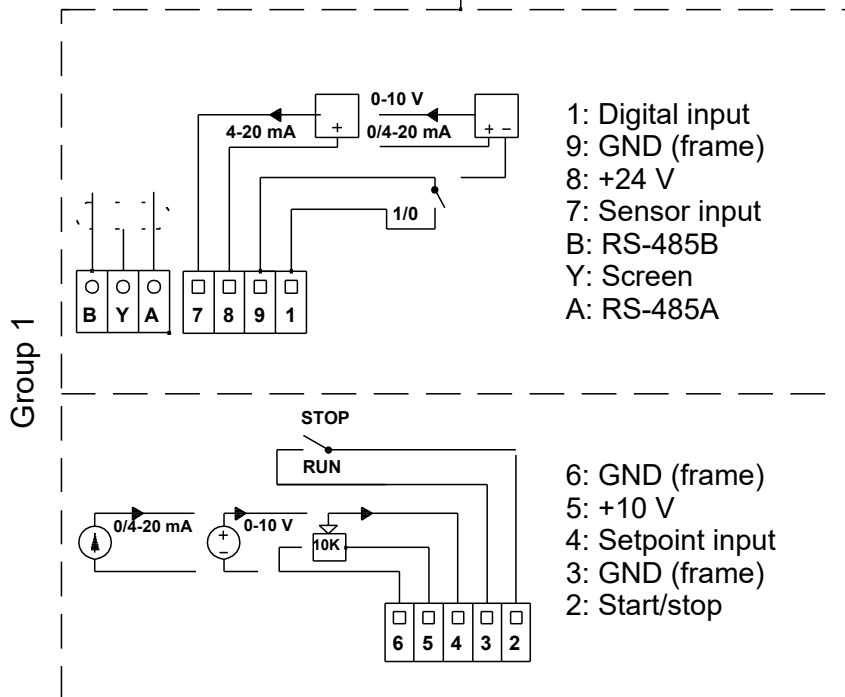 Group 1
0-10 V
4-20 mA
+
0/4-20 mA
+ −
1/0
B Y A
7 8 9 1
1: Digital input
9: GND (frame)
8: +24 V
7: Sensor input
B: RS-485B
Y: Screen
A: RS-485A
STOP
RUN
0/4-20 mA
+
−
0-10 V
10K
6 5 4 3 2
6: GND (frame)
5: +10 V
4: Setpoint input
3: GND (frame)
2: Start/stop